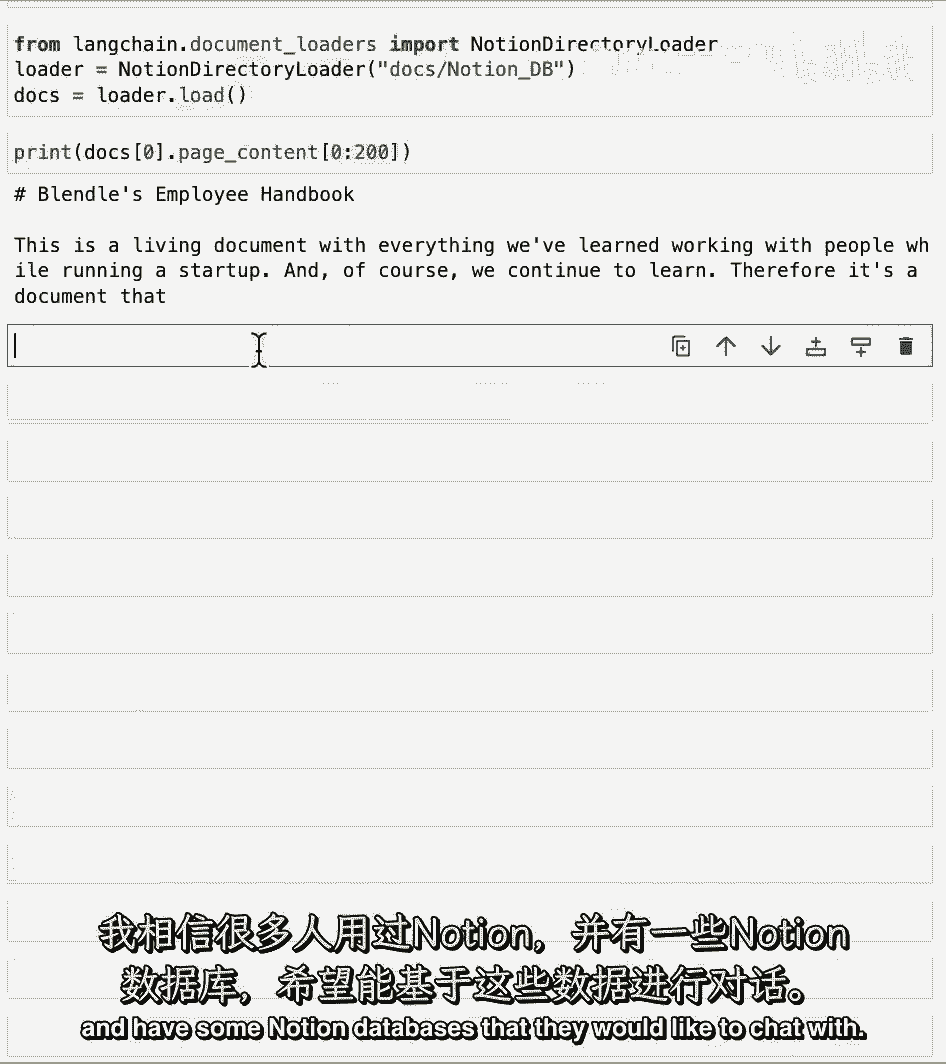 from langchain.document_loaders import NotionDirectoryLoader
loader = NotionDirectoryLoader("docs/Notion_DB")
docs = loader.load()
print(docs[0].page_content[0:200])
# Blendle's Employee Handbook
This is a living document with everything we've learned working with people wh
ile running a startup. And, of course, we continue to learn. Therefore it's a
document that
我相信很多人用过Notion，并有一些Notion
数据库，希望能基于这些数据进行对话。
and have some Notion databases that they would like to chat with.